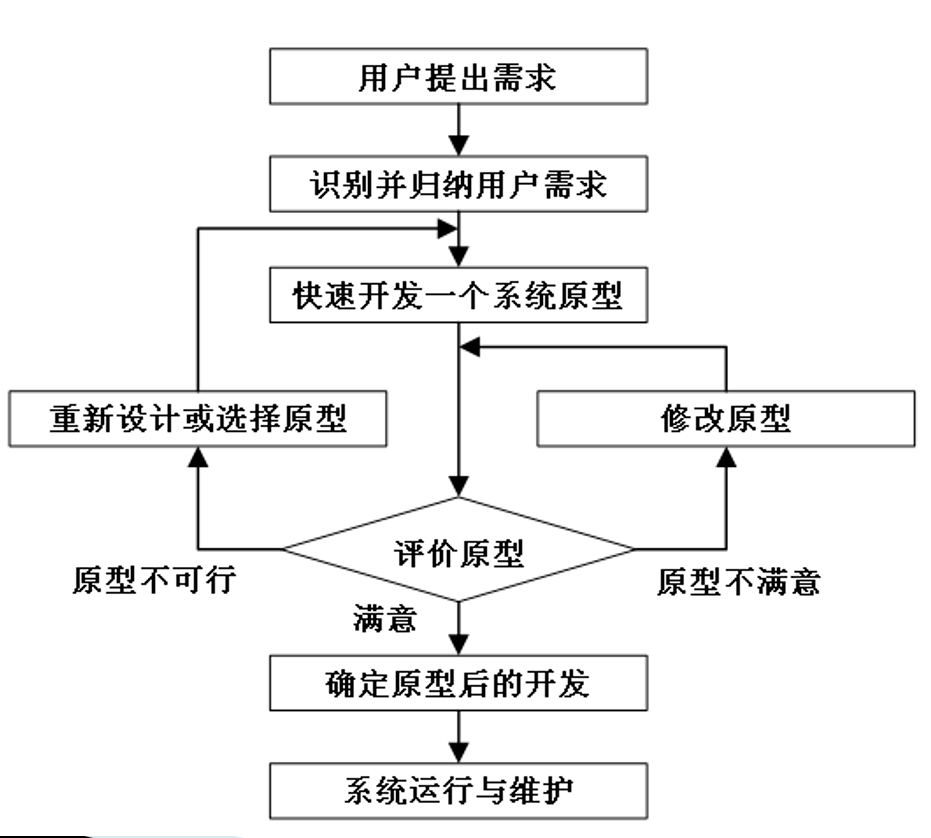 用户提出需求
识别并归纳用户需求
快速开发一个系统原型
重新设计或选择原型
修改原型
评价原型
原型不可行
原型不满意
满意
确定原型后的开发
系统运行与维护